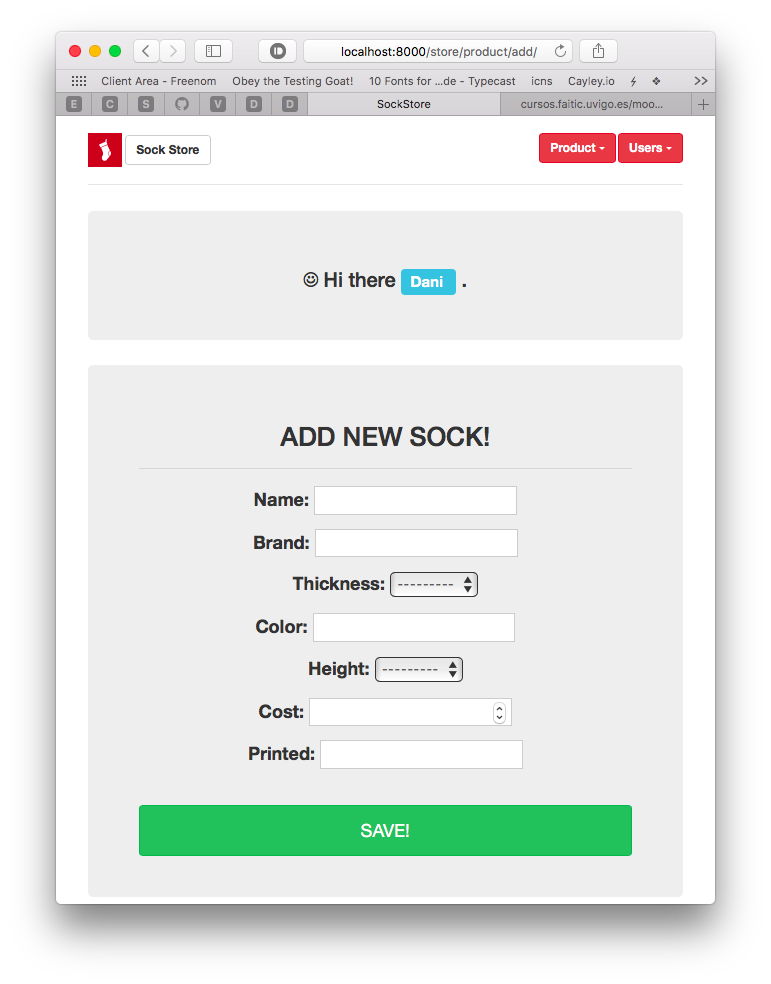 localhost:8000/store/product/add/
Client Area - Freenom Obey the Testing Goat! 10 Fonts for ...de - Typecast icns Cayley.io >>
E C S V D D SockStore cursos.faitic.uvigo.es/moo... +
Sock Store Product Users
Hi there Dani .
ADD NEW SOCK!
Name:
Brand:
Thickness: ---------
Color:
Height: ---------
Cost:
Printed:
SAVE!